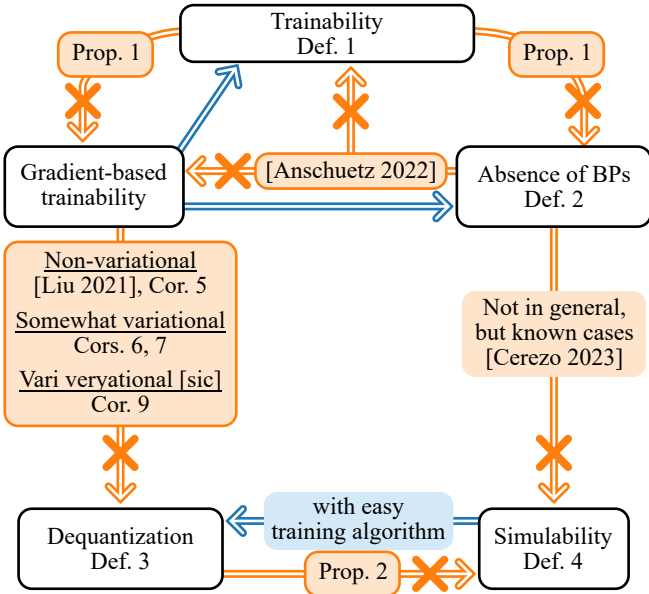 Trainability
Def. 1
Prop. 1
Prop. 1
Gradient-based
trainability
[Anschuetz 2022]
Absence of BPs
Def. 2
Non-variational
[Liu 2021], Cor. 5
Somewhat variational
Cors. 6, 7
Vari veryational [sic]
Cor. 9
Not in general,
but known cases
[Cerezo 2023]
Dequantization
Def. 3
with easy
training algorithm
Simulability
Def. 4
Prop. 2